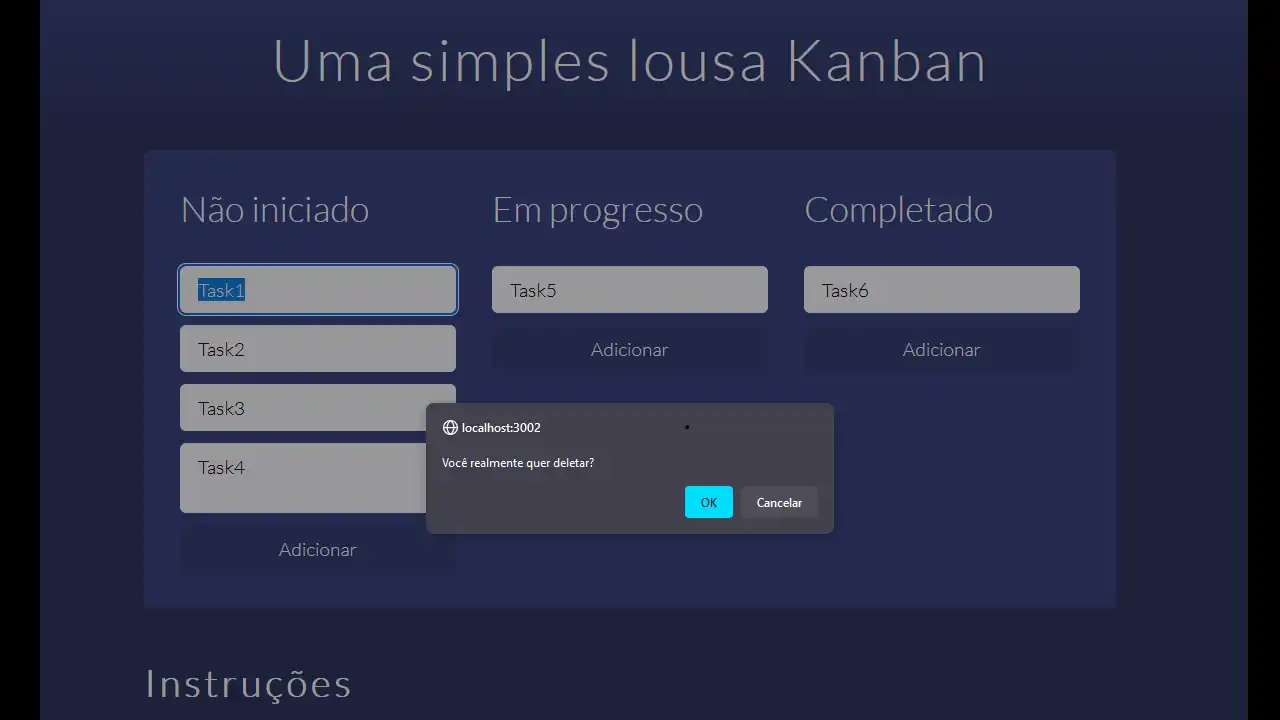 Uma simples lousa Kanban
Não iniciado
Em progresso
Completado
Task1
Task5
Task6
Task2
Adicionar
Adicionar
Task3
Task4
Adicionar
localhost:3002
Você realmente quer deletar?
OK
Cancelar
Instruções